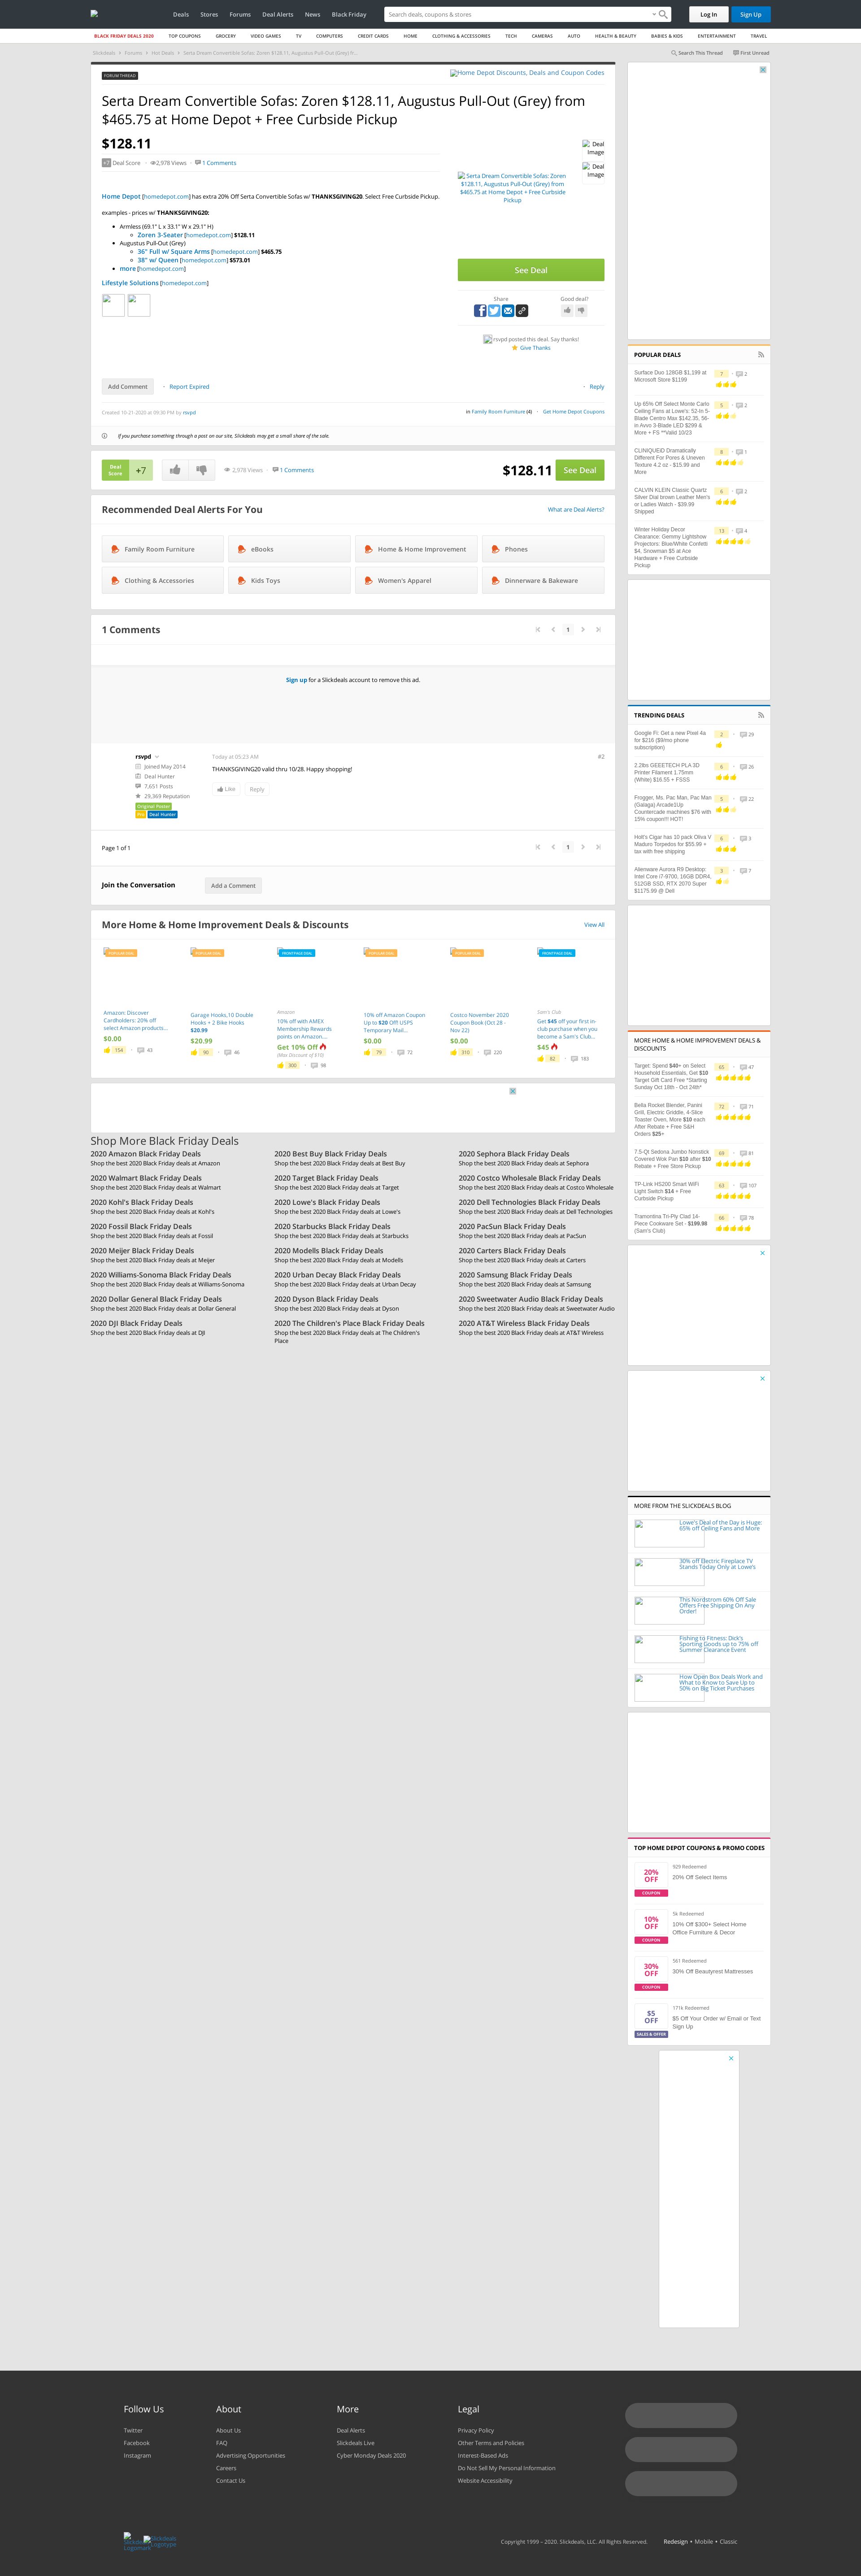 Deals Stores Forums Deal Alerts News Black Friday
Search deals, coupons & stores
Log In Sign Up
BLACK FRIDAY DEALS 2020 TOP COUPONS GROCERY VIDEO GAMES TV COMPUTERS CREDIT CARDS HOME CLOTHING & ACCESSORIES TECH CAMERAS AUTO HEALTH & BEAUTY BABIES & KIDS ENTERTAINMENT TRAVEL
Slickdeals Forums Hot Deals Serta Dream Convertible Sofas: Zoren $128.11, Augustus Pull-Out (Grey) fr...
Search This Thread First Unread
FORUM THREAD
Home Depot Discounts, Deals and Coupon Codes
Serta Dream Convertible Sofas: Zoren $128.11, Augustus Pull-Out (Grey) from
$465.75 at Home Depot + Free Curbside Pickup
$128.11
+7 Deal Score 2,978 Views 1 Comments
Home Depot [homedepot.com] has extra 20% Off Serta Convertible Sofas w/ THANKSGIVING20. Select Free Curbside Pickup.
examples - prices w/ THANKSGIVING20:
Armless (69.1" L x 33.1" W x 29.1" H)
Zoren 3-Seater [homedepot.com] $128.11
Augustus Pull-Out (Grey)
36" Full w/ Square Arms [homedepot.com] $465.75
38" w/ Queen [homedepot.com] $573.01
more [homedepot.com]
Lifestyle Solutions [homedepot.com]
Serta Dream Convertible Sofas: Zoren
$128.11, Augustus Pull-Out (Grey) from
$465.75 at Home Depot + Free Curbside
Pickup
Deal
Image
Deal
Image
See Deal
Share
Good deal?
rsvpd posted this deal. Say thanks!
Give Thanks
Add Comment Report Expired
Reply
Created 10-21-2020 at 09:30 PM by rsvpd
in Family Room Furniture (4) Get Home Depot Coupons
If you purchase something through a post on our site, Slickdeals may get a small share of the sale.
Deal
Score
+7
2,978 Views 1 Comments
$128.11
See Deal
Recommended Deal Alerts For You
What are Deal Alerts?
Family Room Furniture
eBooks
Home & Home Improvement
Phones
Clothing & Accessories
Kids Toys
Women's Apparel
Dinnerware & Bakeware
1 Comments
1
Sign up for a Slickdeals account to remove this ad.
rsvpd
Joined May 2014
Deal Hunter
7,651 Posts
29,369 Reputation
Original Poster
Pro Deal Hunter
Today at 05:23 AM
#2
THANKSGIVING20 valid thru 10/28. Happy shopping!
Like Reply
Page 1 of 1
1
Join the Conversation
Add a Comment
More Home & Home Improvement Deals & Discounts
View All
POPULAR DEAL
Amazon: Discover
Cardholders: 20% off
select Amazon products...
$0.00
154 43
POPULAR DEAL
Garage Hooks,10 Double
Hooks + 2 Bike Hooks
$20.99
$20.99
90 46
FRONTPAGE DEAL
Amazon
10% off with AMEX
Membership Rewards
points on Amazon....
Get 10% Off
(Max Discount of $10)
300 98
POPULAR DEAL
10% off Amazon Coupon
Up to $20 Off! USPS
Temporary Mail...
$0.00
79 72
POPULAR DEAL
Costco November 2020
Coupon Book (Oct 28 -
Nov 22)
$0.00
310 220
FRONTPAGE DEAL
Sam's Club
Get $45 off your first in-
club purchase when you
become a Sam's Club...
$45
82 183
Shop More Black Friday Deals
2020 Amazon Black Friday Deals
Shop the best 2020 Black Friday deals at Amazon
2020 Best Buy Black Friday Deals
Shop the best 2020 Black Friday deals at Best Buy
2020 Sephora Black Friday Deals
Shop the best 2020 Black Friday deals at Sephora
2020 Walmart Black Friday Deals
Shop the best 2020 Black Friday deals at Walmart
2020 Target Black Friday Deals
Shop the best 2020 Black Friday deals at Target
2020 Costco Wholesale Black Friday Deals
Shop the best 2020 Black Friday deals at Costco Wholesale
2020 Kohl's Black Friday Deals
Shop the best 2020 Black Friday deals at Kohl's
2020 Lowe's Black Friday Deals
Shop the best 2020 Black Friday deals at Lowe's
2020 Dell Technologies Black Friday Deals
Shop the best 2020 Black Friday deals at Dell Technologies
2020 Fossil Black Friday Deals
Shop the best 2020 Black Friday deals at Fossil
2020 Starbucks Black Friday Deals
Shop the best 2020 Black Friday deals at Starbucks
2020 PacSun Black Friday Deals
Shop the best 2020 Black Friday deals at PacSun
2020 Meijer Black Friday Deals
Shop the best 2020 Black Friday deals at Meijer
2020 Modells Black Friday Deals
Shop the best 2020 Black Friday deals at Modells
2020 Carters Black Friday Deals
Shop the best 2020 Black Friday deals at Carters
2020 Williams-Sonoma Black Friday Deals
Shop the best 2020 Black Friday deals at Williams-Sonoma
2020 Urban Decay Black Friday Deals
Shop the best 2020 Black Friday deals at Urban Decay
2020 Samsung Black Friday Deals
Shop the best 2020 Black Friday deals at Samsung
2020 Dollar General Black Friday Deals
Shop the best 2020 Black Friday deals at Dollar General
2020 Dyson Black Friday Deals
Shop the best 2020 Black Friday deals at Dyson
2020 Sweetwater Audio Black Friday Deals
Shop the best 2020 Black Friday deals at Sweetwater Audio
2020 DJI Black Friday Deals
Shop the best 2020 Black Friday deals at DJI
2020 The Children's Place Black Friday Deals
Shop the best 2020 Black Friday deals at The Children's
Place
2020 AT&T Wireless Black Friday Deals
Shop the best 2020 Black Friday deals at AT&T Wireless
POPULAR DEALS
Surface Duo 128GB $1,199 at
Microsoft Store $1199
7 2
Up 65% Off Select Monte Carlo
Ceiling Fans at Lowe's: 52-In 5-
Blade Centro Max $142.35, 56-
in Avvo 3-Blade LED $299 &
More + FS **Valid 10/23
5 2
CLINIQUE/D Dramatically
Different For Pores & Uneven
Texture 4.2 oz - $15.99 and
More
8 1
CALVIN KLEIN Classic Quartz
Silver Dial brown Leather Men's
or Ladies Watch - $39.99
Shipped
6 2
Winter Holiday Decor
Clearance: Gemmy Lightshow
Projectors: Blue/White Confetti
$4, Snowman $5 at Ace
Hardware + Free Curbside
Pickup
13 4
TRENDING DEALS
Google Fi: Get a new Pixel 4a
for $216 ($9/mo phone
subscription)
2 29
2.2lbs GEEETECH PLA 3D
Printer Filament 1.75mm
(White) $16.55 + FSSS
6 26
Frogger, Ms. Pac Man, Pac Man
(Galaga) Arcade1Up
Countercade machines $76 with
15% coupon!!! HOT!
5 22
Holt's Cigar has 10 pack Oliva V
Maduro Torpedos for $55.99 +
tax with free shipping
6 3
Alienware Aurora R9 Desktop:
Intel Core i7-9700, 16GB DDR4,
512GB SSD, RTX 2070 Super
$1175.99 @ Dell
3 7
MORE HOME & HOME IMPROVEMENT DEALS &
DISCOUNTS
Target: Spend $40+ on Select
Household Essentials, Get $10
Target Gift Card Free *Starting
Sunday Oct 18th - Oct 24th*
65 47
Bella Rocket Blender, Panini
Grill, Electric Griddle, 4-Slice
Toaster Oven, More $10 each
After Rebate + Free S&H
Orders $25+
72 71
7.5-Qt Sedona Jumbo Nonstick
Covered Wok Pan $10 after $10
Rebate + Free Store Pickup
69 81
TP-Link HS200 Smart WiFi
Light Switch $14 + Free
Curbside Pickup
63 107
Tramontina Tri-Ply Clad 14-
Piece Cookware Set - $199.98
(Sam's Club)
66 78
MORE FROM THE SLICKDEALS BLOG
Lowe's Deal of the Day is Huge:
65% off Ceiling Fans and More
30% off Electric Fireplace TV
Stands Today Only at Lowe's
This Nordstrom 60% Off Sale
Offers Free Shipping On Any
Order!
Fishing to Fitness: Dick's
Sporting Goods up to 75% off
Summer Clearance Event
How Open Box Deals Work and
What to Know to Save Up to
50% on Big Ticket Purchases
TOP HOME DEPOT COUPONS & PROMO CODES
20%
OFF
COUPON
929 Redeemed
20% Off Select Items
10%
OFF
COUPON
5k Redeemed
10% Off $300+ Select Home
Office Furniture & Decor
30%
OFF
COUPON
561 Redeemed
30% Off Beautyrest Mattresses
$5
OFF
SALES & OFFER
171k Redeemed
$5 Off Your Order w/ Email or Text
Sign Up
Follow Us
Twitter
Facebook
Instagram
About
About Us
FAQ
Advertising Opportunities
Careers
Contact Us
More
Deal Alerts
Slickdeals Live
Cyber Monday Deals 2020
Legal
Privacy Policy
Other Terms and Policies
Interest-Based Ads
Do Not Sell My Personal Information
Website Accessibility
Slickdeals
Logotype
Copyright 1999 – 2020. Slickdeals, LLC. All Rights Reserved.
Redesign • Mobile • Classic